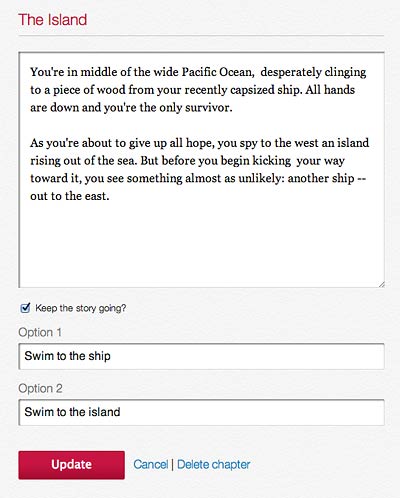 The Island
You're in middle of the wide Pacific Ocean,  desperately clinging
to a piece of wood from your recently capsized ship. All hands
are down and you're the only survivor.
As you're about to give up all hope, you spy to the west an island
rising out of the sea. But before you begin kicking  your way
toward it, you see something almost as unlikely: another ship --
out to the east.
Keep the story going?
Option 1
Swim to the ship
Option 2
Swim to the island
Update Cancel | Delete chapter